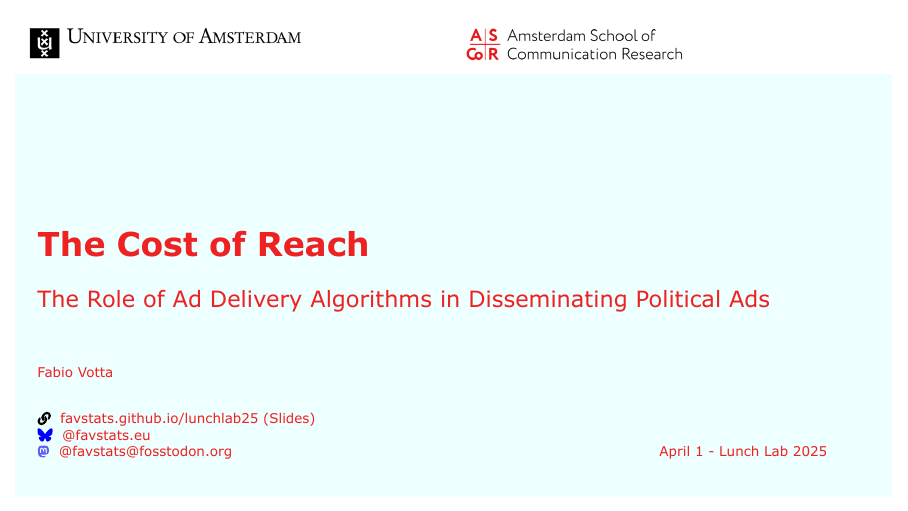 UNIVERSITY OF AMSTERDAM
A S Amsterdam School of
Co R Communication Research
The Cost of Reach
The Role of Ad Delivery Algorithms in Disseminating Political Ads
Fabio Votta
favstats.github.io/lunchlab25 (Slides)
@favstats.eu
@favstats@fosstodon.org
April 1 - Lunch Lab 2025